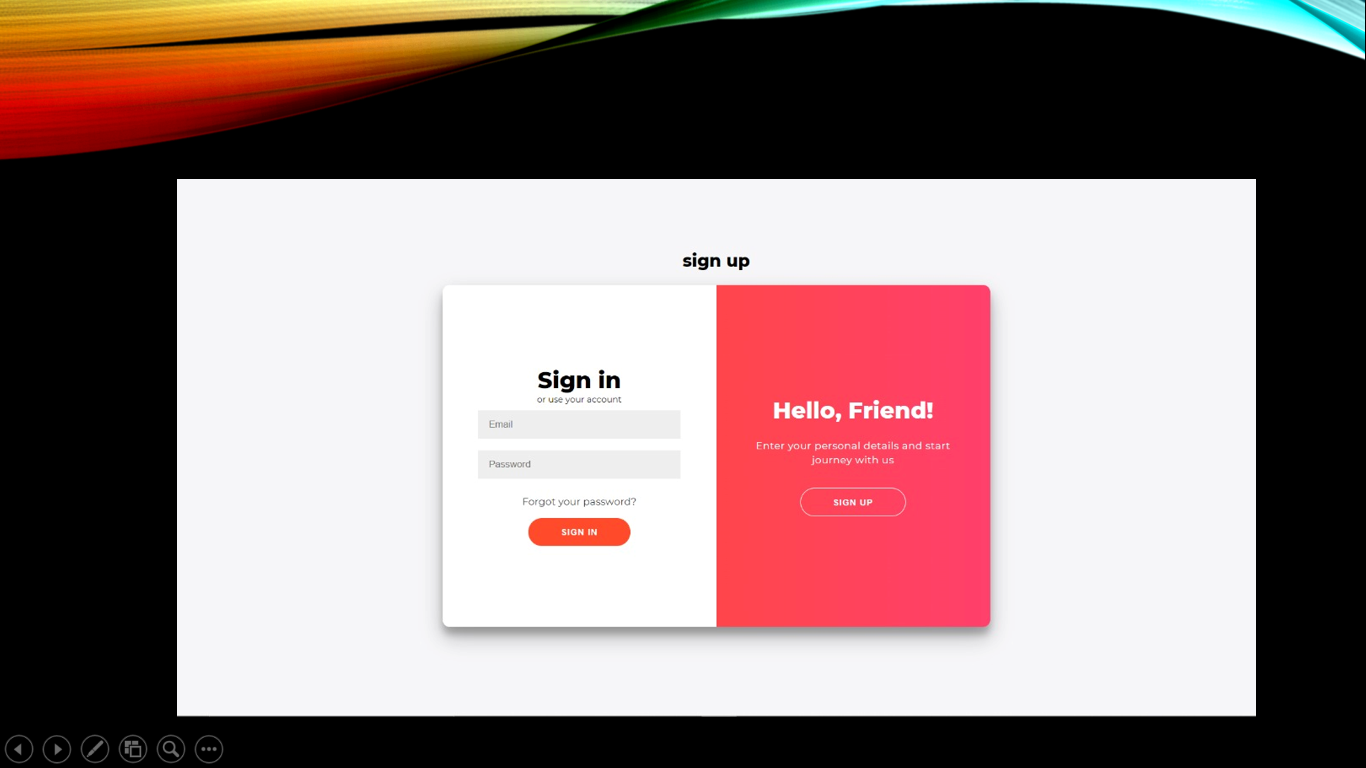 sign up
Sign in
or use your account
Email
Password
Forgot your password?
SIGN IN
Hello, Friend!
Enter your personal details and start
journey with us
SIGN UP